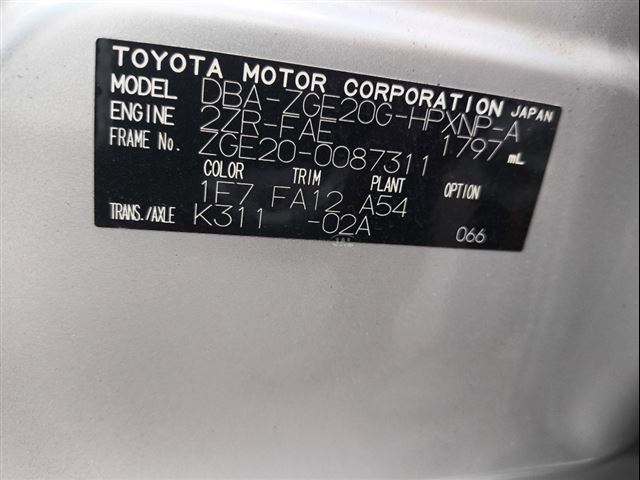 TOYOTA MOTOR CORPORATION JAPAN
MODEL DBA-ZGE20G-HPXNP-A
ENGINE 2ZR-FAE 1797 mL
FRAME No. ZGE20-0087311
COLOR TRIM PLANT OPTION
1F7 FA12 A54
TRANS./AXLE K311 -02A 066